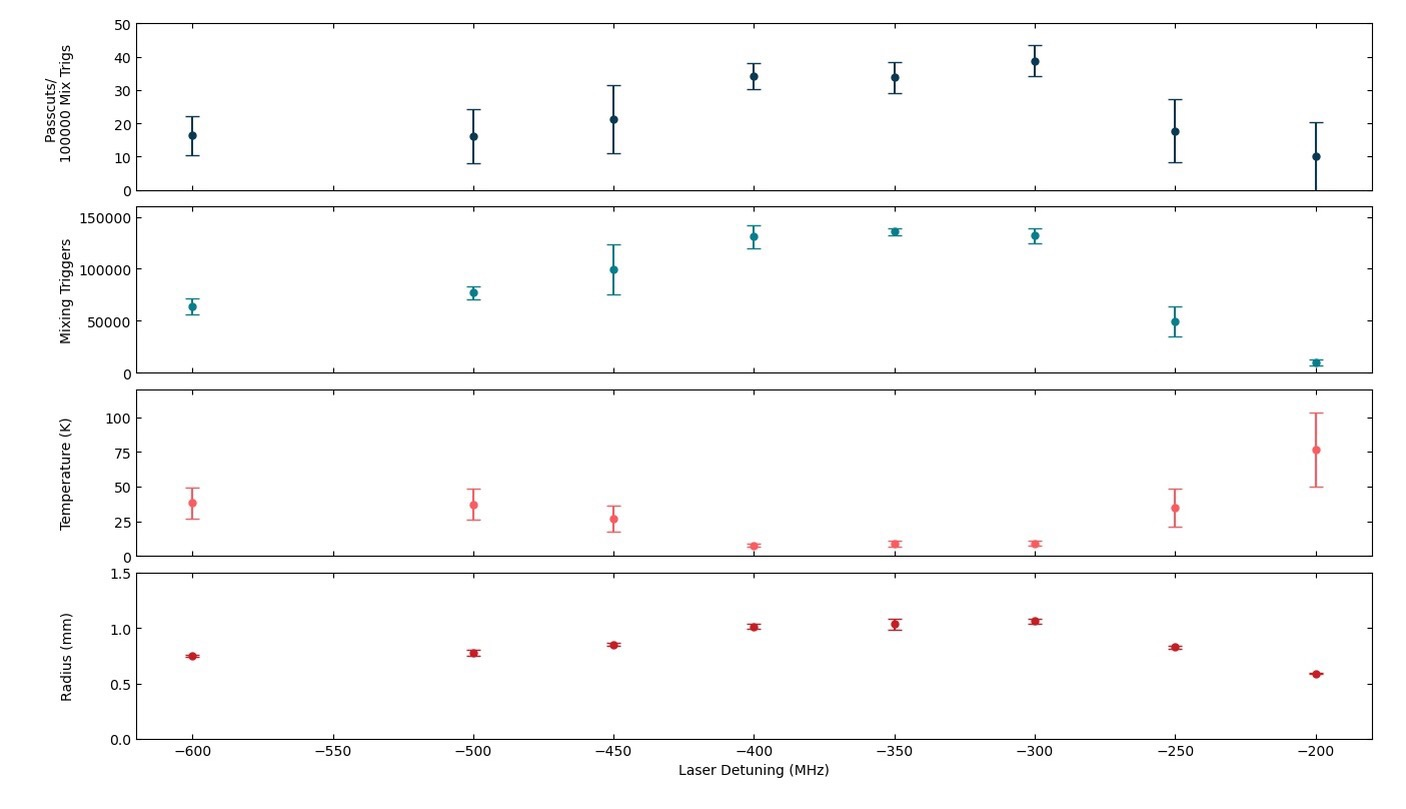 Passcuts/
100000 Mix Trigs
50
40
30
20
10
0
Mixing Triggers
150000
100000
50000
0
Temperature (K)
100
75
50
25
0
Radius (mm)
1.5
1.0
0.5
0.0
−600 −550 −500 −450 −400 −350 −300 −250 −200
Laser Detuning (MHz)